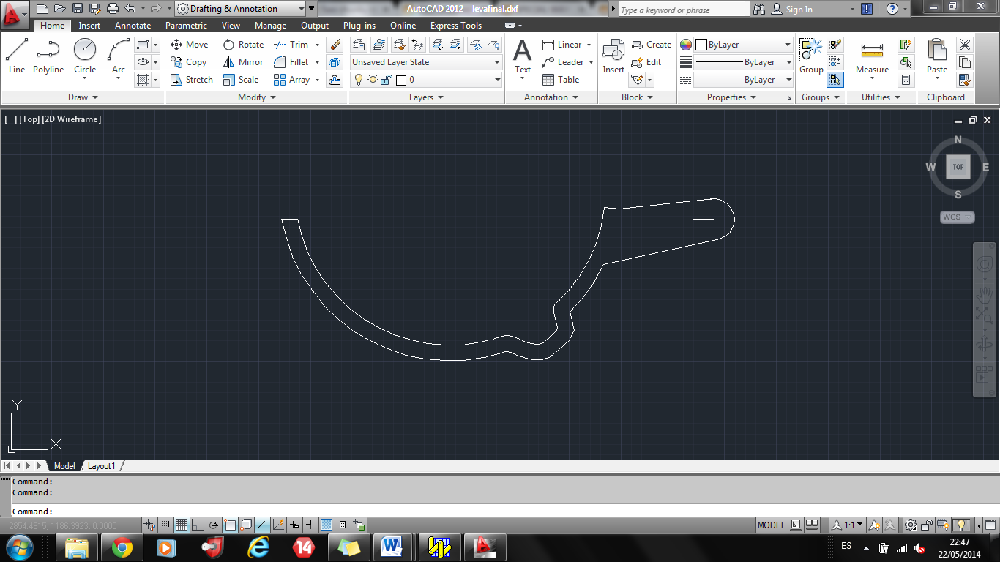 Drafting & Annotation
AutoCAD 2012 levafinal.dxf
Type a keyword or phrase
Sign In
Home Insert Annotate Parametric View Manage Output Plug-ins Online Express Tools
Line Polyline Circle Arc
Move Rotate Trim
Copy Mirror Fillet
Stretch Scale Array
Unsaved Layer State
0
Text
Linear
Leader
Table
Insert
Create
Edit
ByLayer
ByLayer
ByLayer
Group
Measure
Paste
Draw Modify Layers Annotation Block Properties Groups Utilities Clipboard
[−] [Top] [2D Wireframe]
N
W TOP E
S
WCS
Y
X
Model Layout1
Command:
Command:
Command:
2854.4815, 1166.3923, 0.0000
MODEL
1:1
14
ES
22:47
22/05/2014